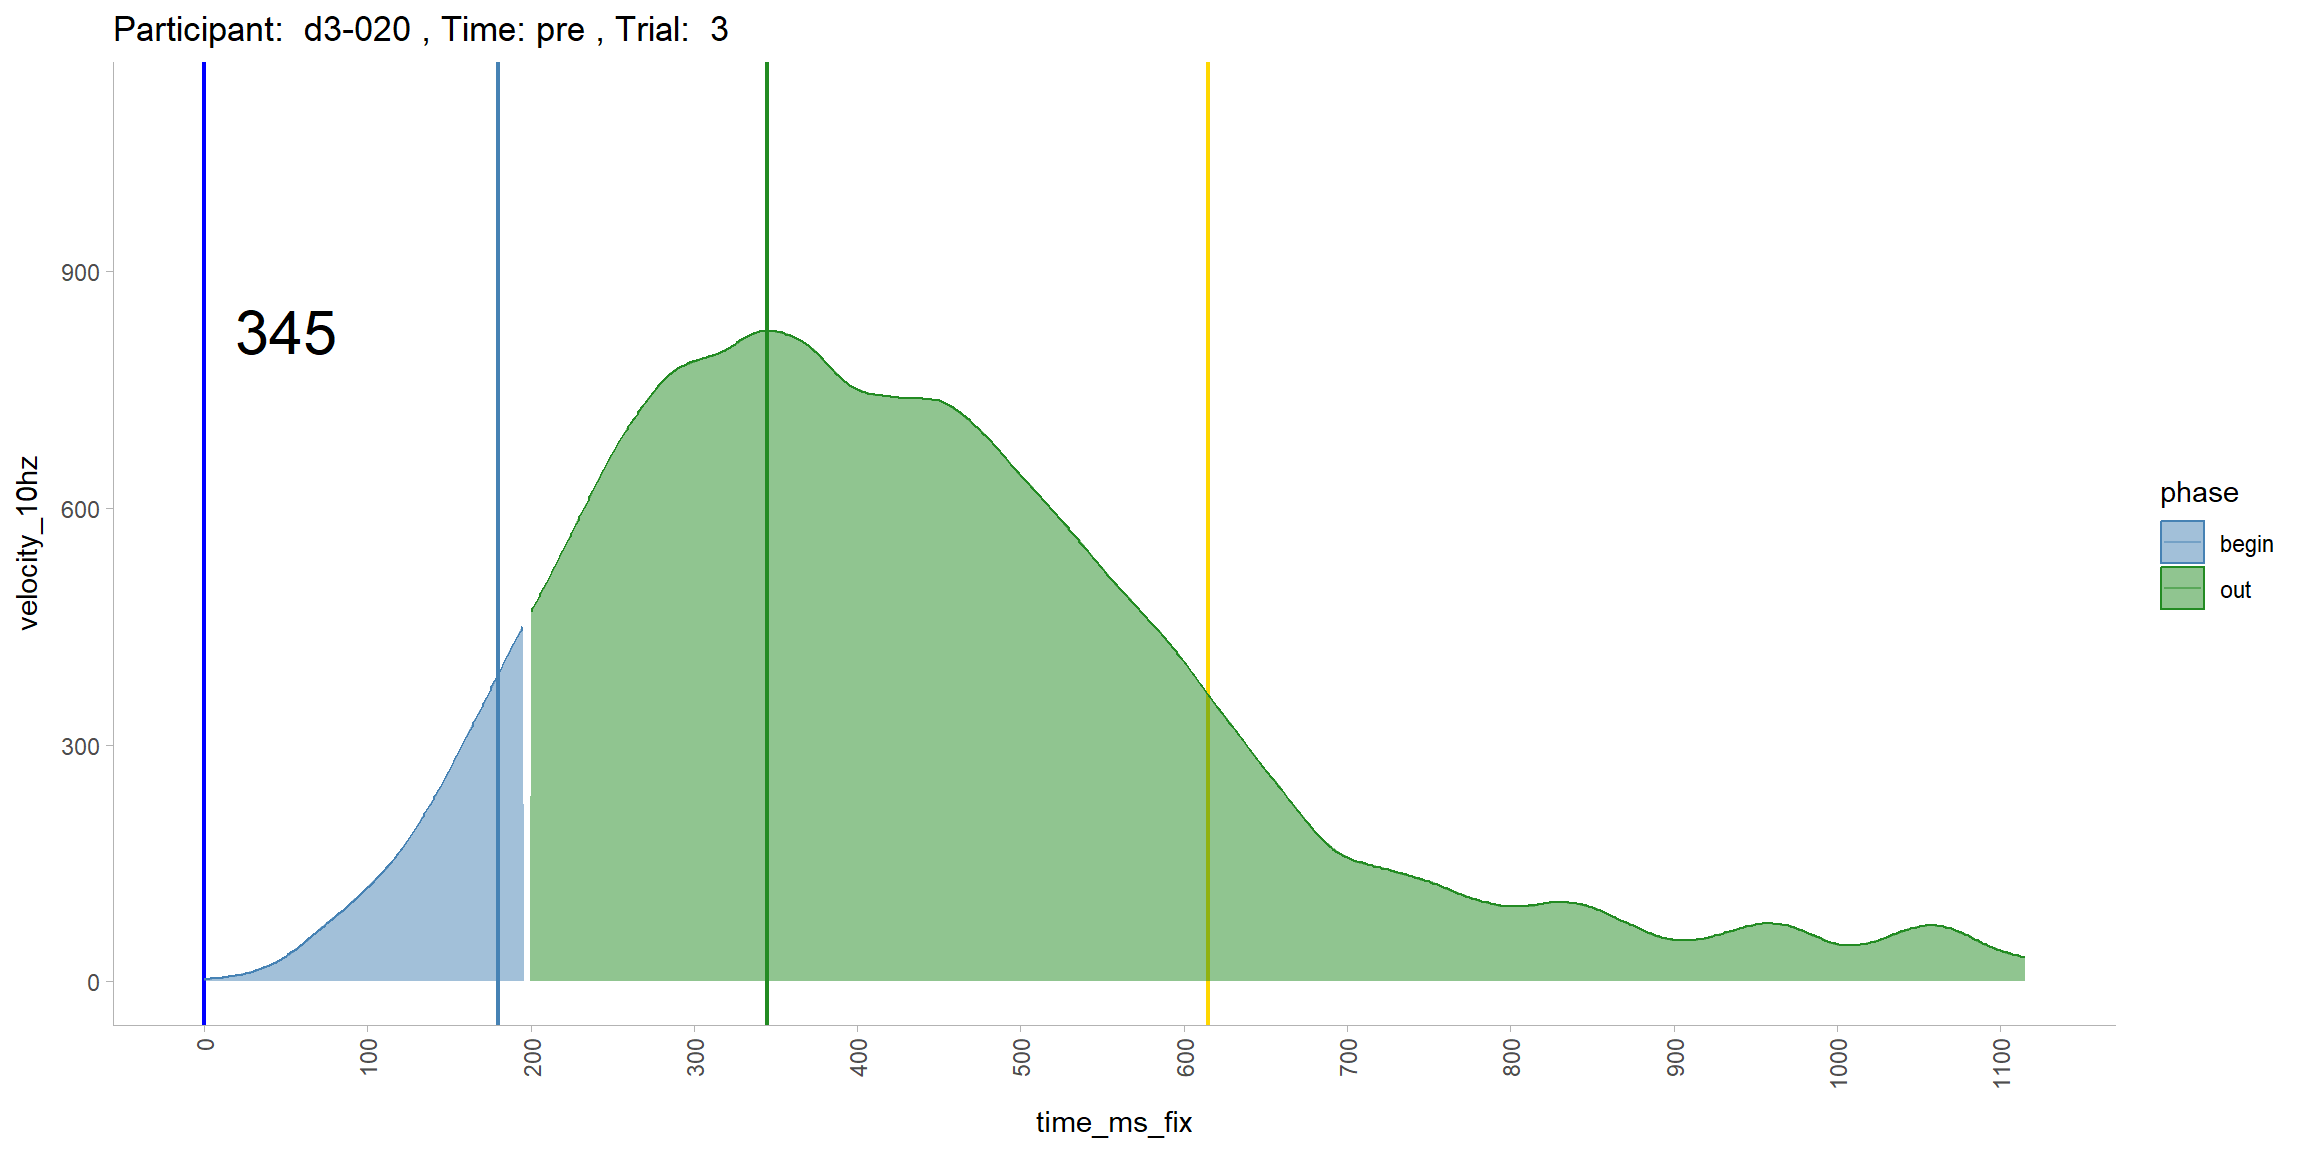 Participant:  d3-020 , Time: pre , Trial:  3
900
600
300
0
velocity_10hz
345
0
100
200
300
400
500
600
700
800
900
1000
1100
time_ms_fix
phase
begin
out